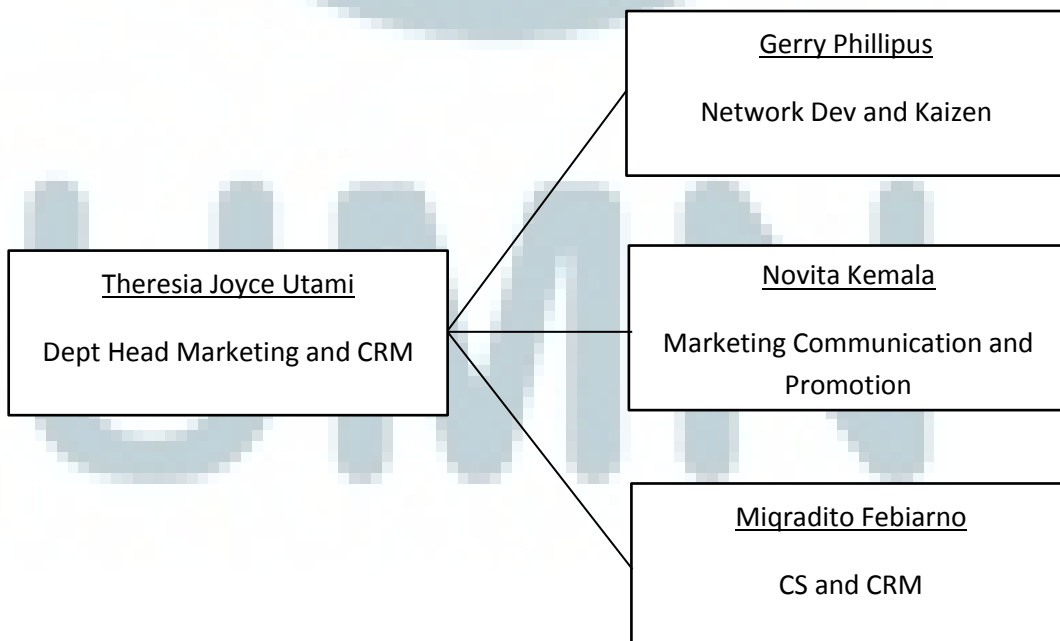 Gerry Phillipus
Network Dev and Kaizen
Theresia Joyce Utami
Dept Head Marketing and CRM
Novita Kemala
Marketing Communication and
Promotion
Miqradito Febiarno
CS and CRM
UMN